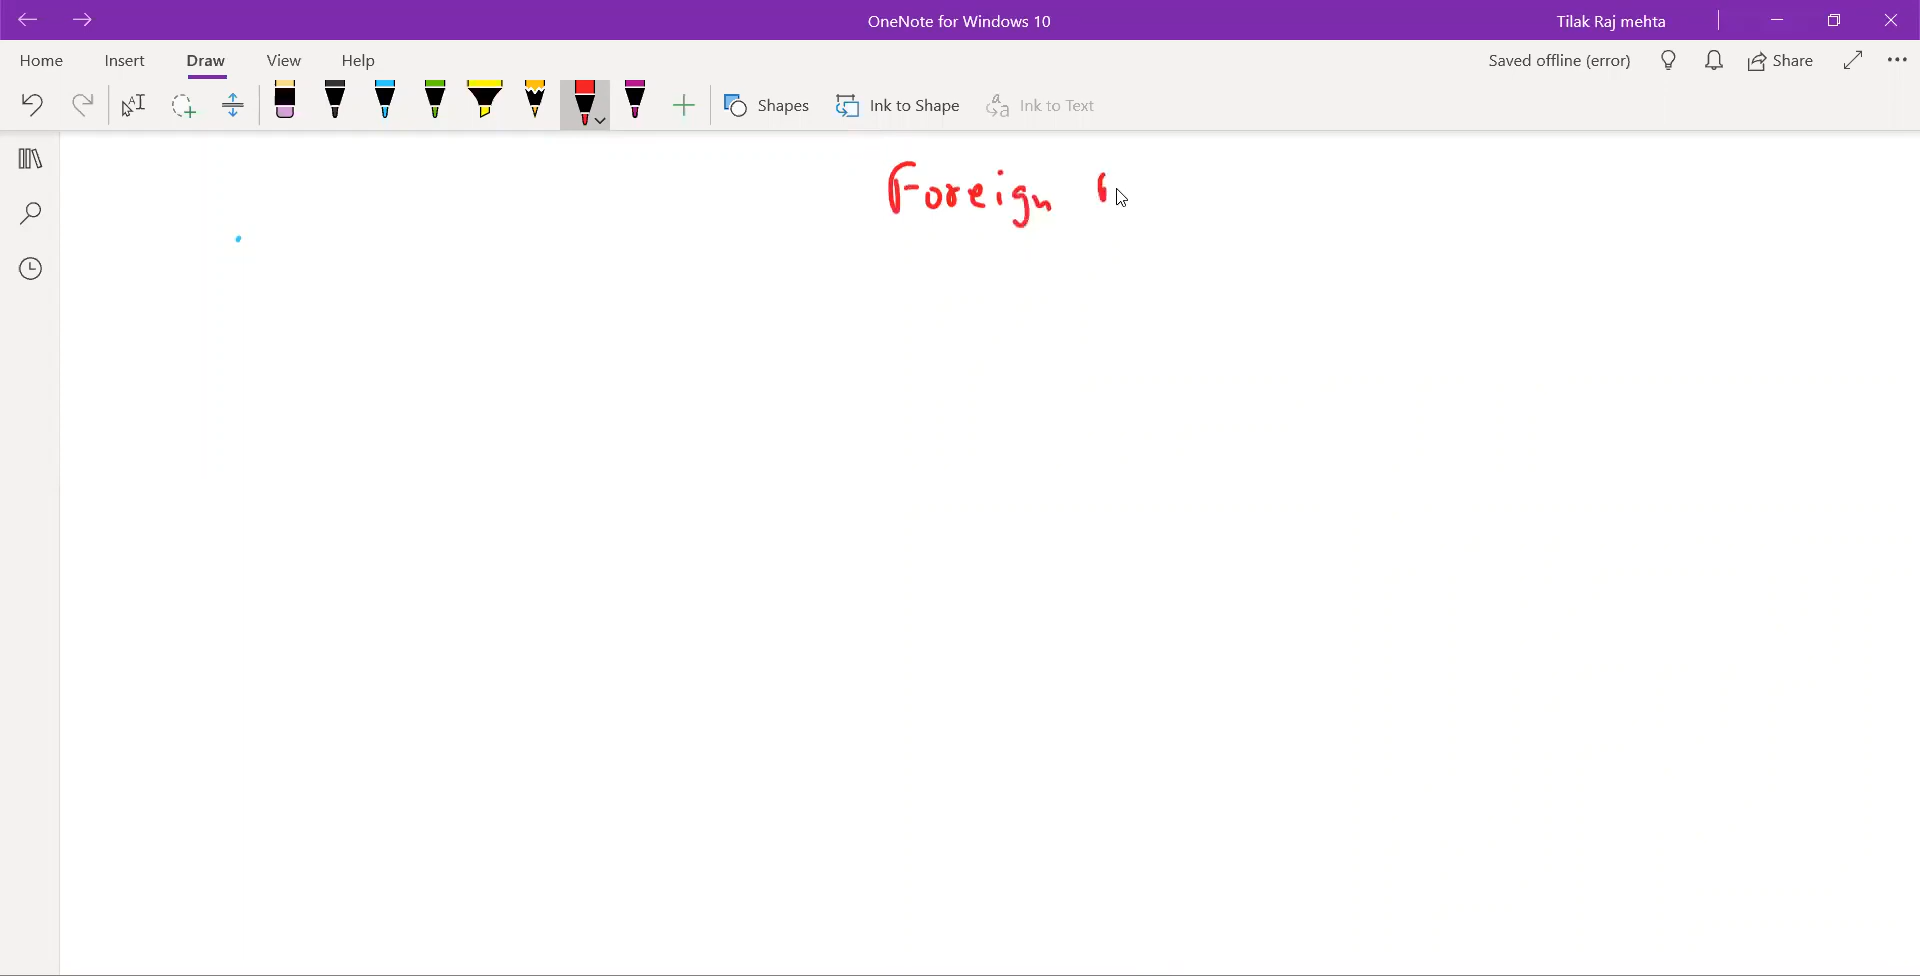 OneNote for Windows 10
Tilak Raj mehta
Home Insert Draw View Help
Saved offline (error) Share
Shapes Ink to Shape Ink to Text
Foreign